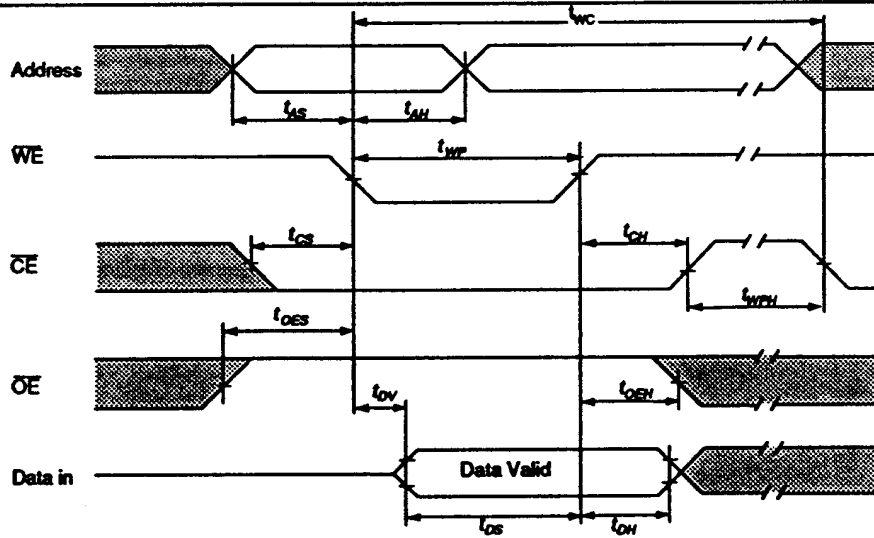 tWC
Address
tAS
tAH
WE
tWP
CE
tCS
tCH
tWPH
OE
tOES
tDV
tOEH
Data in
Data Valid
tDS
tDH